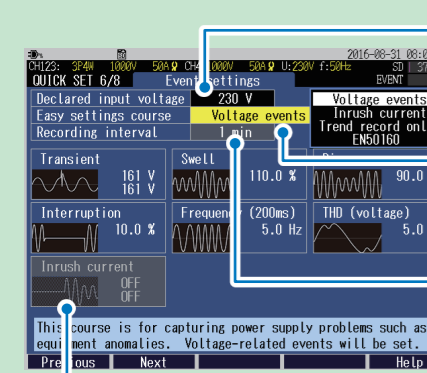 2016-08-31 08:0
CH123: 3P4W 1000V 50A CH4 1000V 50A U:230V f:50Hz SD
QUICK SET 6/8 Event settings EVENT
Declared input voltage 230 V
Easy settings course Voltage events
Recording interval 1 min
Voltage events
Inrush current
Trend record onl
EN50160
Transient 161 V
161 V
Swell 110.0 %
90.0
Interruption 10.0 %
Frequency (200ms) 5.0 Hz
THD (voltage) 5.0
Inrush current OFF
OFF
This course is for capturing power supply problems such as
equipment anomalies. Voltage-related events will be set.
Previous Next Help